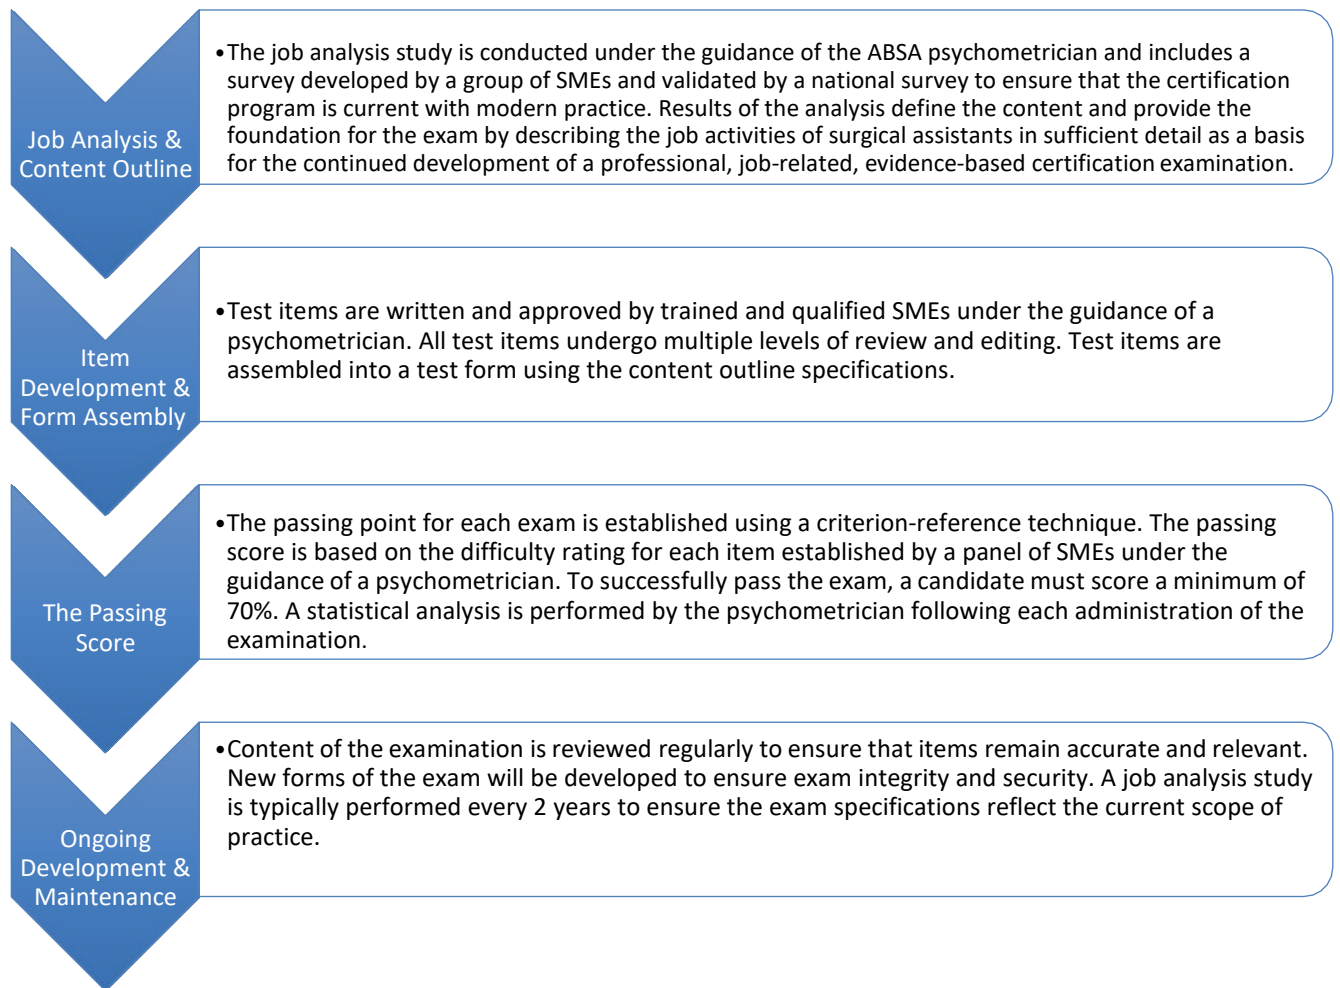 Job Analysis &
Content Outline
•The job analysis study is conducted under the guidance of the ABSA psychometrician and includes a
survey developed by a group of SMEs and validated by a national survey to ensure that the certification
program is current with modern practice. Results of the analysis define the content and provide the
foundation for the exam by describing the job activities of surgical assistants in sufficient detail as a basis
for the continued development of a professional, job-related, evidence-based certification examination.
Item
Development &
Form Assembly
•Test items are written and approved by trained and qualified SMEs under the guidance of a
psychometrician. All test items undergo multiple levels of review and editing. Test items are
assembled into a test form using the content outline specifications.
The Passing
Score
•The passing point for each exam is established using a criterion-reference technique. The passing
score is based on the difficulty rating for each item established by a panel of SMEs under the
guidance of a psychometrician. To successfully pass the exam, a candidate must score a minimum of
70%. A statistical analysis is performed by the psychometrician following each administration of the
examination.
Ongoing
Development &
Maintenance
•Content of the examination is reviewed regularly to ensure that items remain accurate and relevant.
New forms of the exam will be developed to ensure exam integrity and security. A job analysis study
is typically performed every 2 years to ensure the exam specifications reflect the current scope of
practice.